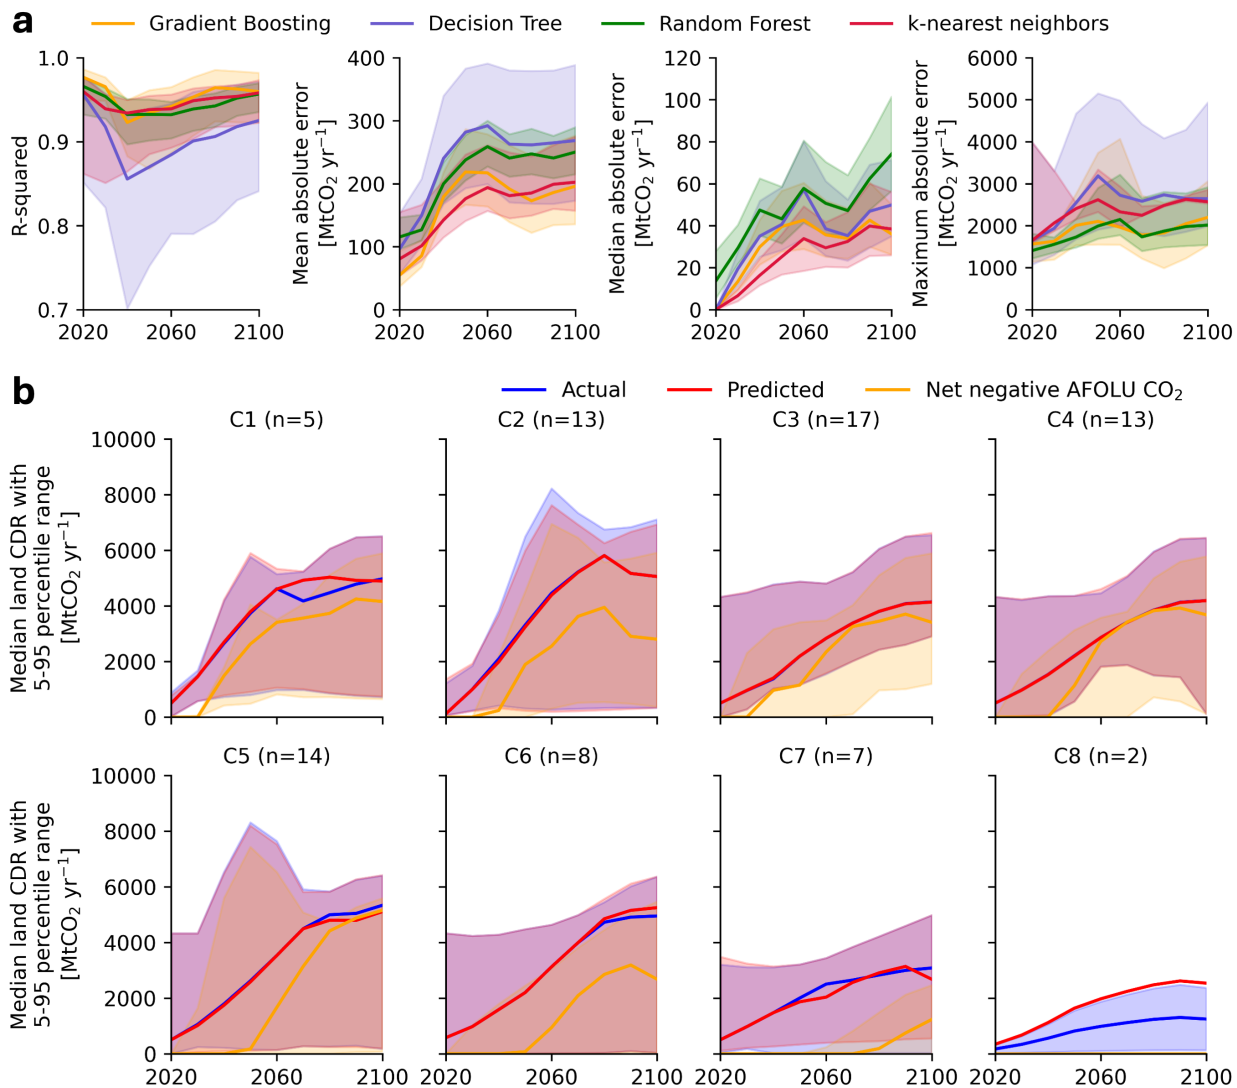 a
Gradient Boosting Decision Tree Random Forest k-nearest neighbors
R-squared
1.0
0.9
0.8
0.7
2020 2060 2100
Mean absolute error
[MtCO₂ yr⁻¹]
400
300
200
100
0
2020 2060 2100
Median absolute error
[MtCO₂ yr⁻¹]
120
100
80
60
40
20
0
2020 2060 2100
Maximum absolute error
[MtCO₂ yr⁻¹]
6000
5000
4000
3000
2000
1000
0
2020 2060 2100
b
Actual Predicted Net negative AFOLU CO₂
C1 (n=5) C2 (n=13) C3 (n=17) C4 (n=13)
Median land CDR with
5-95 percentile range
[MtCO₂ yr⁻¹]
10000
8000
6000
4000
2000
0
C5 (n=14) C6 (n=8) C7 (n=7) C8 (n=2)
Median land CDR with
5-95 percentile range
[MtCO₂ yr⁻¹]
10000
8000
6000
4000
2000
0
2020 2060 2100 2020 2060 2100 2020 2060 2100 2020 2060 2100